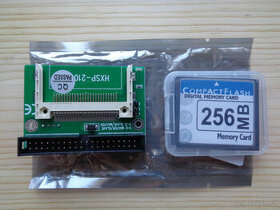 HXSP-210
QC
PASSED
COMPACTFLASH
DIGITAL MEMORY CARD
256MB
Memory Card